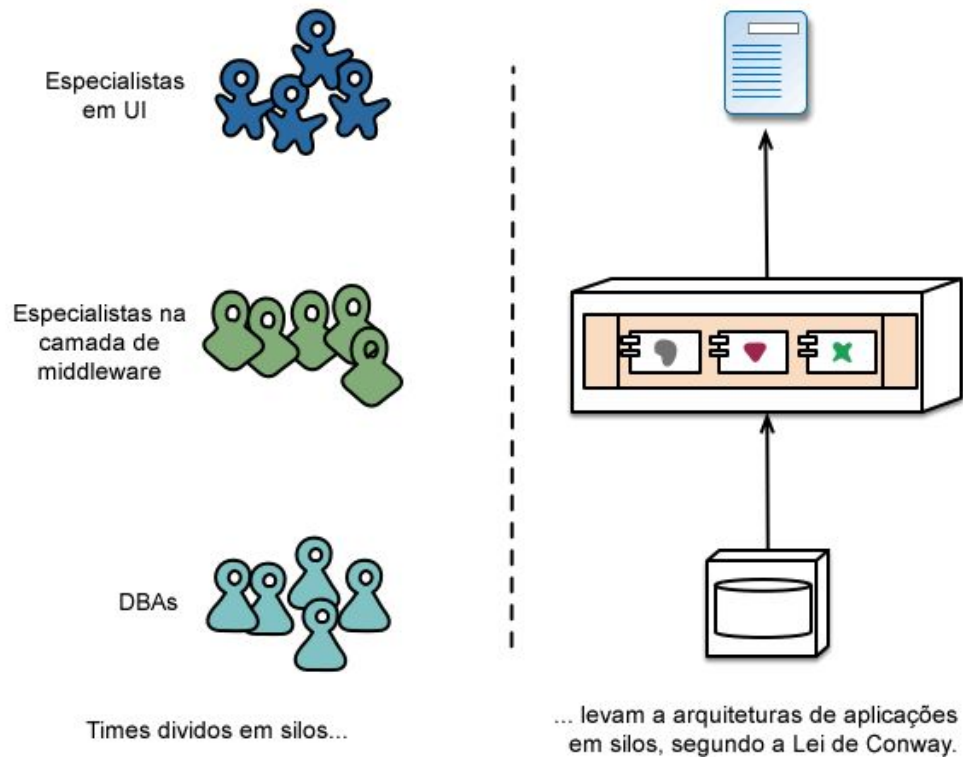 Especialistas
em UI
Especialistas na
camada de
middleware
DBAs
Times dividos em silos...
... levam a arquiteturas de aplicações
em silos, segundo a Lei de Conway.